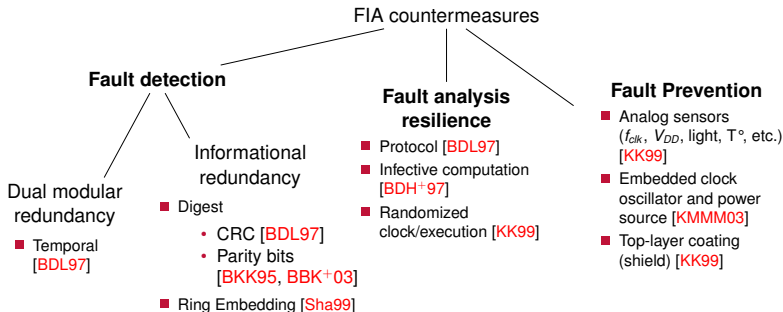 FIA countermeasures
Fault detection
Dual modular
redundancy
Temporal
[BDL97]
Informational
redundancy
Digest
CRC [BDL97]
Parity bits
[BKK95, BBK+03]
Ring Embedding [Sha99]
Fault analysis
resilience
Protocol [BDL97]
Infective computation
[BDH+97]
Randomized
clock/execution [KK99]
Fault Prevention
Analog sensors
(fclk, VDD, light, T°, etc.)
[KK99]
Embedded clock
oscillator and power
source [KMMM03]
Top-layer coating
(shield) [KK99]